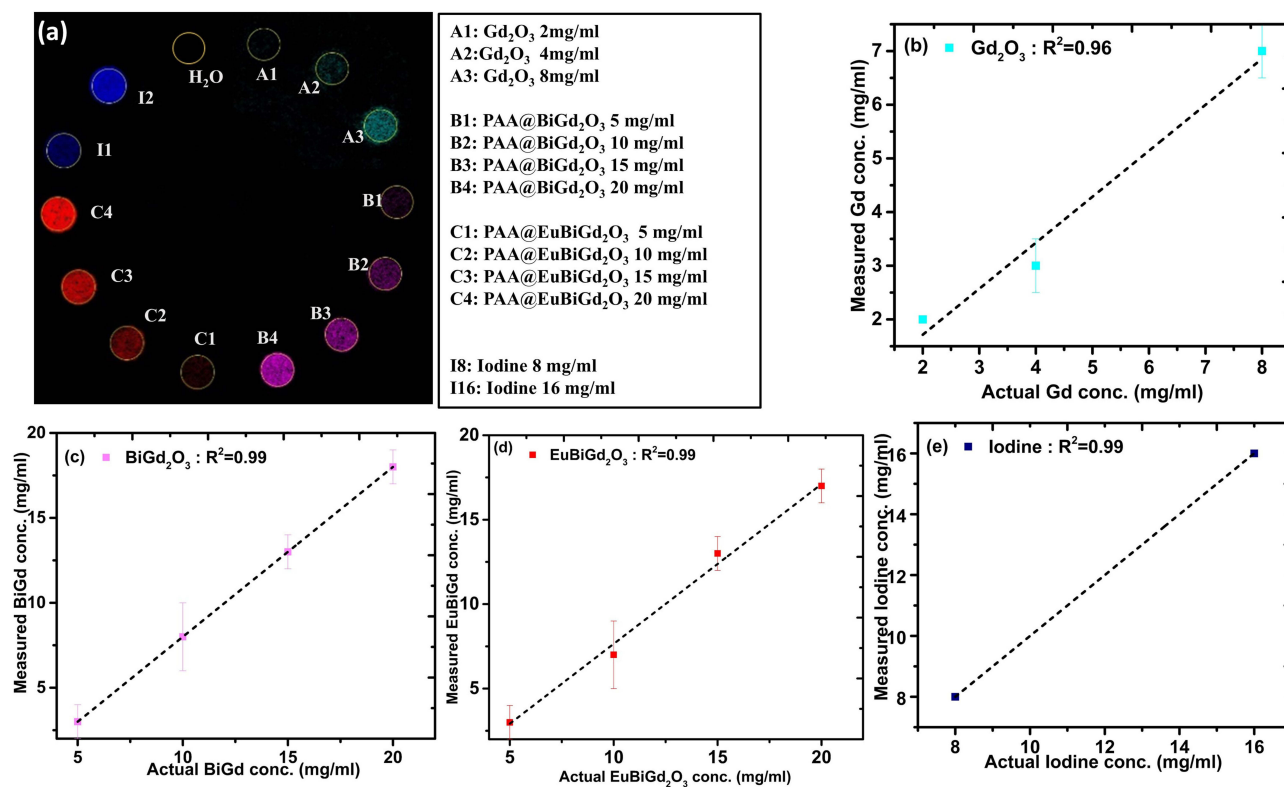 (a)
H₂O
A1
A2
A3
B1
B2
B3
B4
C1
C2
C3
C4
I1
I2
A1: Gd₂O₃ 2mg/ml
A2:Gd₂O₃ 4mg/ml
A3: Gd₂O₃ 8mg/ml
B1: PAA@BiGd₂O₃ 5 mg/ml
B2: PAA@BiGd₂O₃ 10 mg/ml
B3: PAA@BiGd₂O₃ 15 mg/ml
B4: PAA@BiGd₂O₃ 20 mg/ml
C1: PAA@EuBiGd₂O₃ 5 mg/ml
C2: PAA@EuBiGd₂O₃ 10 mg/ml
C3: PAA@EuBiGd₂O₃ 15 mg/ml
C4: PAA@EuBiGd₂O₃ 20 mg/ml
I8: Iodine 8 mg/ml
I16: Iodine 16 mg/ml
(b)
Gd₂O₃ : R²=0.96
Measured Gd conc. (mg/ml)
7
6
5
4
3
2
2 3 4 5 6 7 8
Actual Gd conc. (mg/ml)
(c)
BiGd₂O₃ : R²=0.99
Measured BiGd conc. (mg/ml)
20
15
10
5
5 10 15 20
Actual BiGd conc. (mg/ml)
(d)
EuBiGd₂O₃ : R²=0.99
Measured EuBiGd conc. (mg/ml)
20
15
10
5
5 10 15 20
Actual EuBiGd₂O₃ conc. (mg/ml)
(e)
Iodine : R²=0.99
Measured Iodine conc. (mg/ml)
16
14
12
10
9
8
8 10 12 14 16
Actual Iodine conc. (mg/ml)